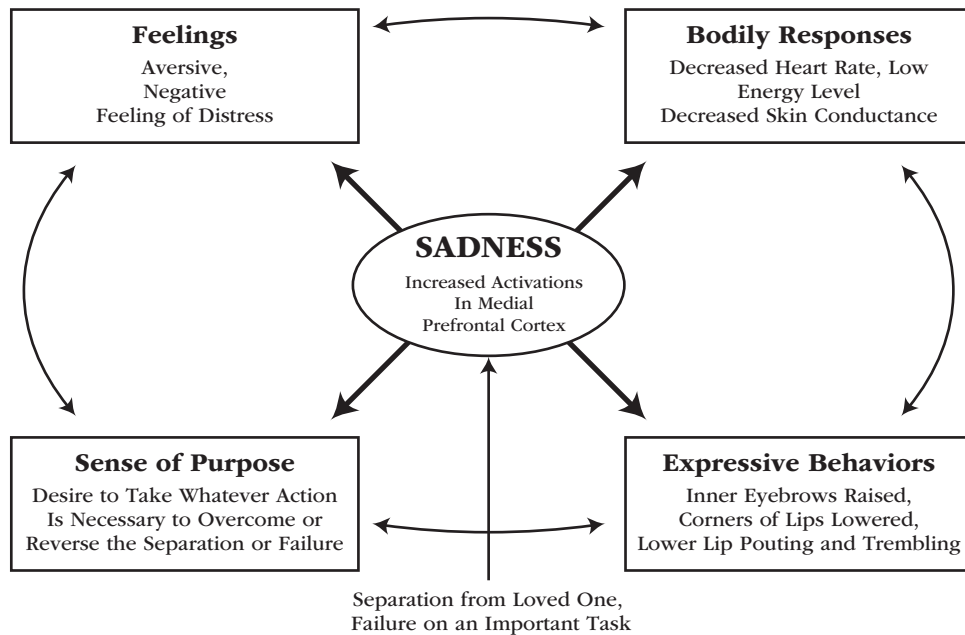 Feelings
Aversive,
Negative
Feeling of Distress
Bodily Responses
Decreased Heart Rate, Low
Energy Level
Decreased Skin Conductance
SADNESS
Increased Activations
In Medial
Prefrontal Cortex
Sense of Purpose
Desire to Take Whatever Action
Is Necessary to Overcome or
Reverse the Separation or Failure
Expressive Behaviors
Inner Eyebrows Raised,
Corners of Lips Lowered,
Lower Lip Pouting and Trembling
Separation from Loved One,
Failure on an Important Task